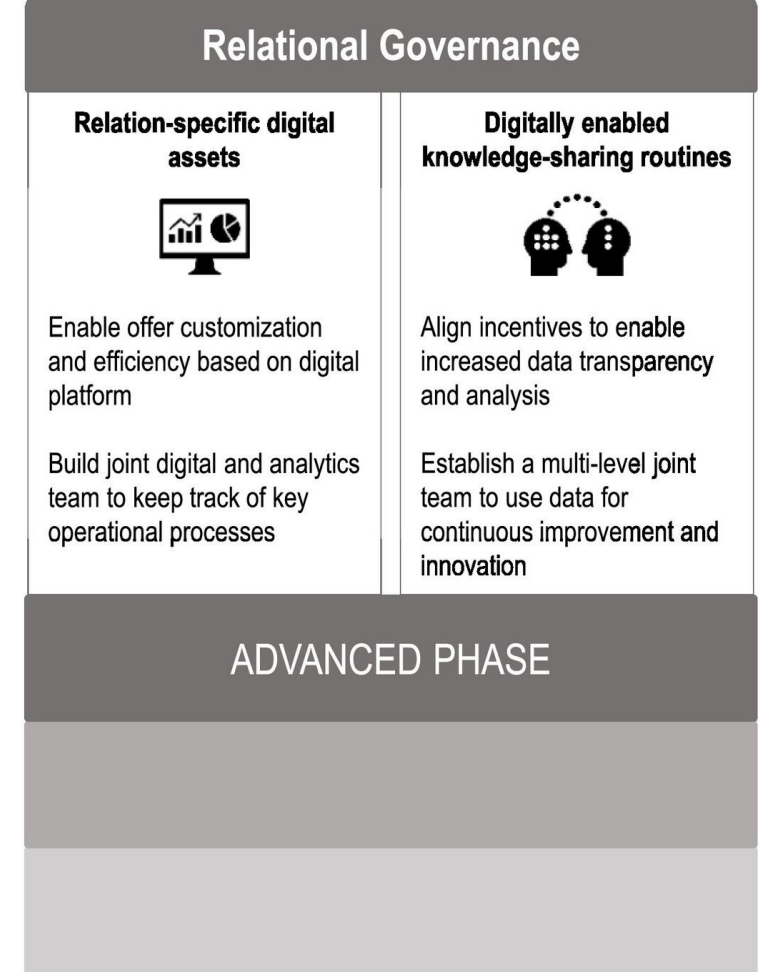 Relational Governance
Relation-specific digital
assets
Enable offer customization
and efficiency based on digital
platform
Build joint digital and analytics
team to keep track of key
operational processes
Digitally enabled
knowledge-sharing routines
Align incentives to enable
increased data transparency
and analysis
Establish a multi-level joint
team to use data for
continuous improvement and
innovation
ADVANCED PHASE